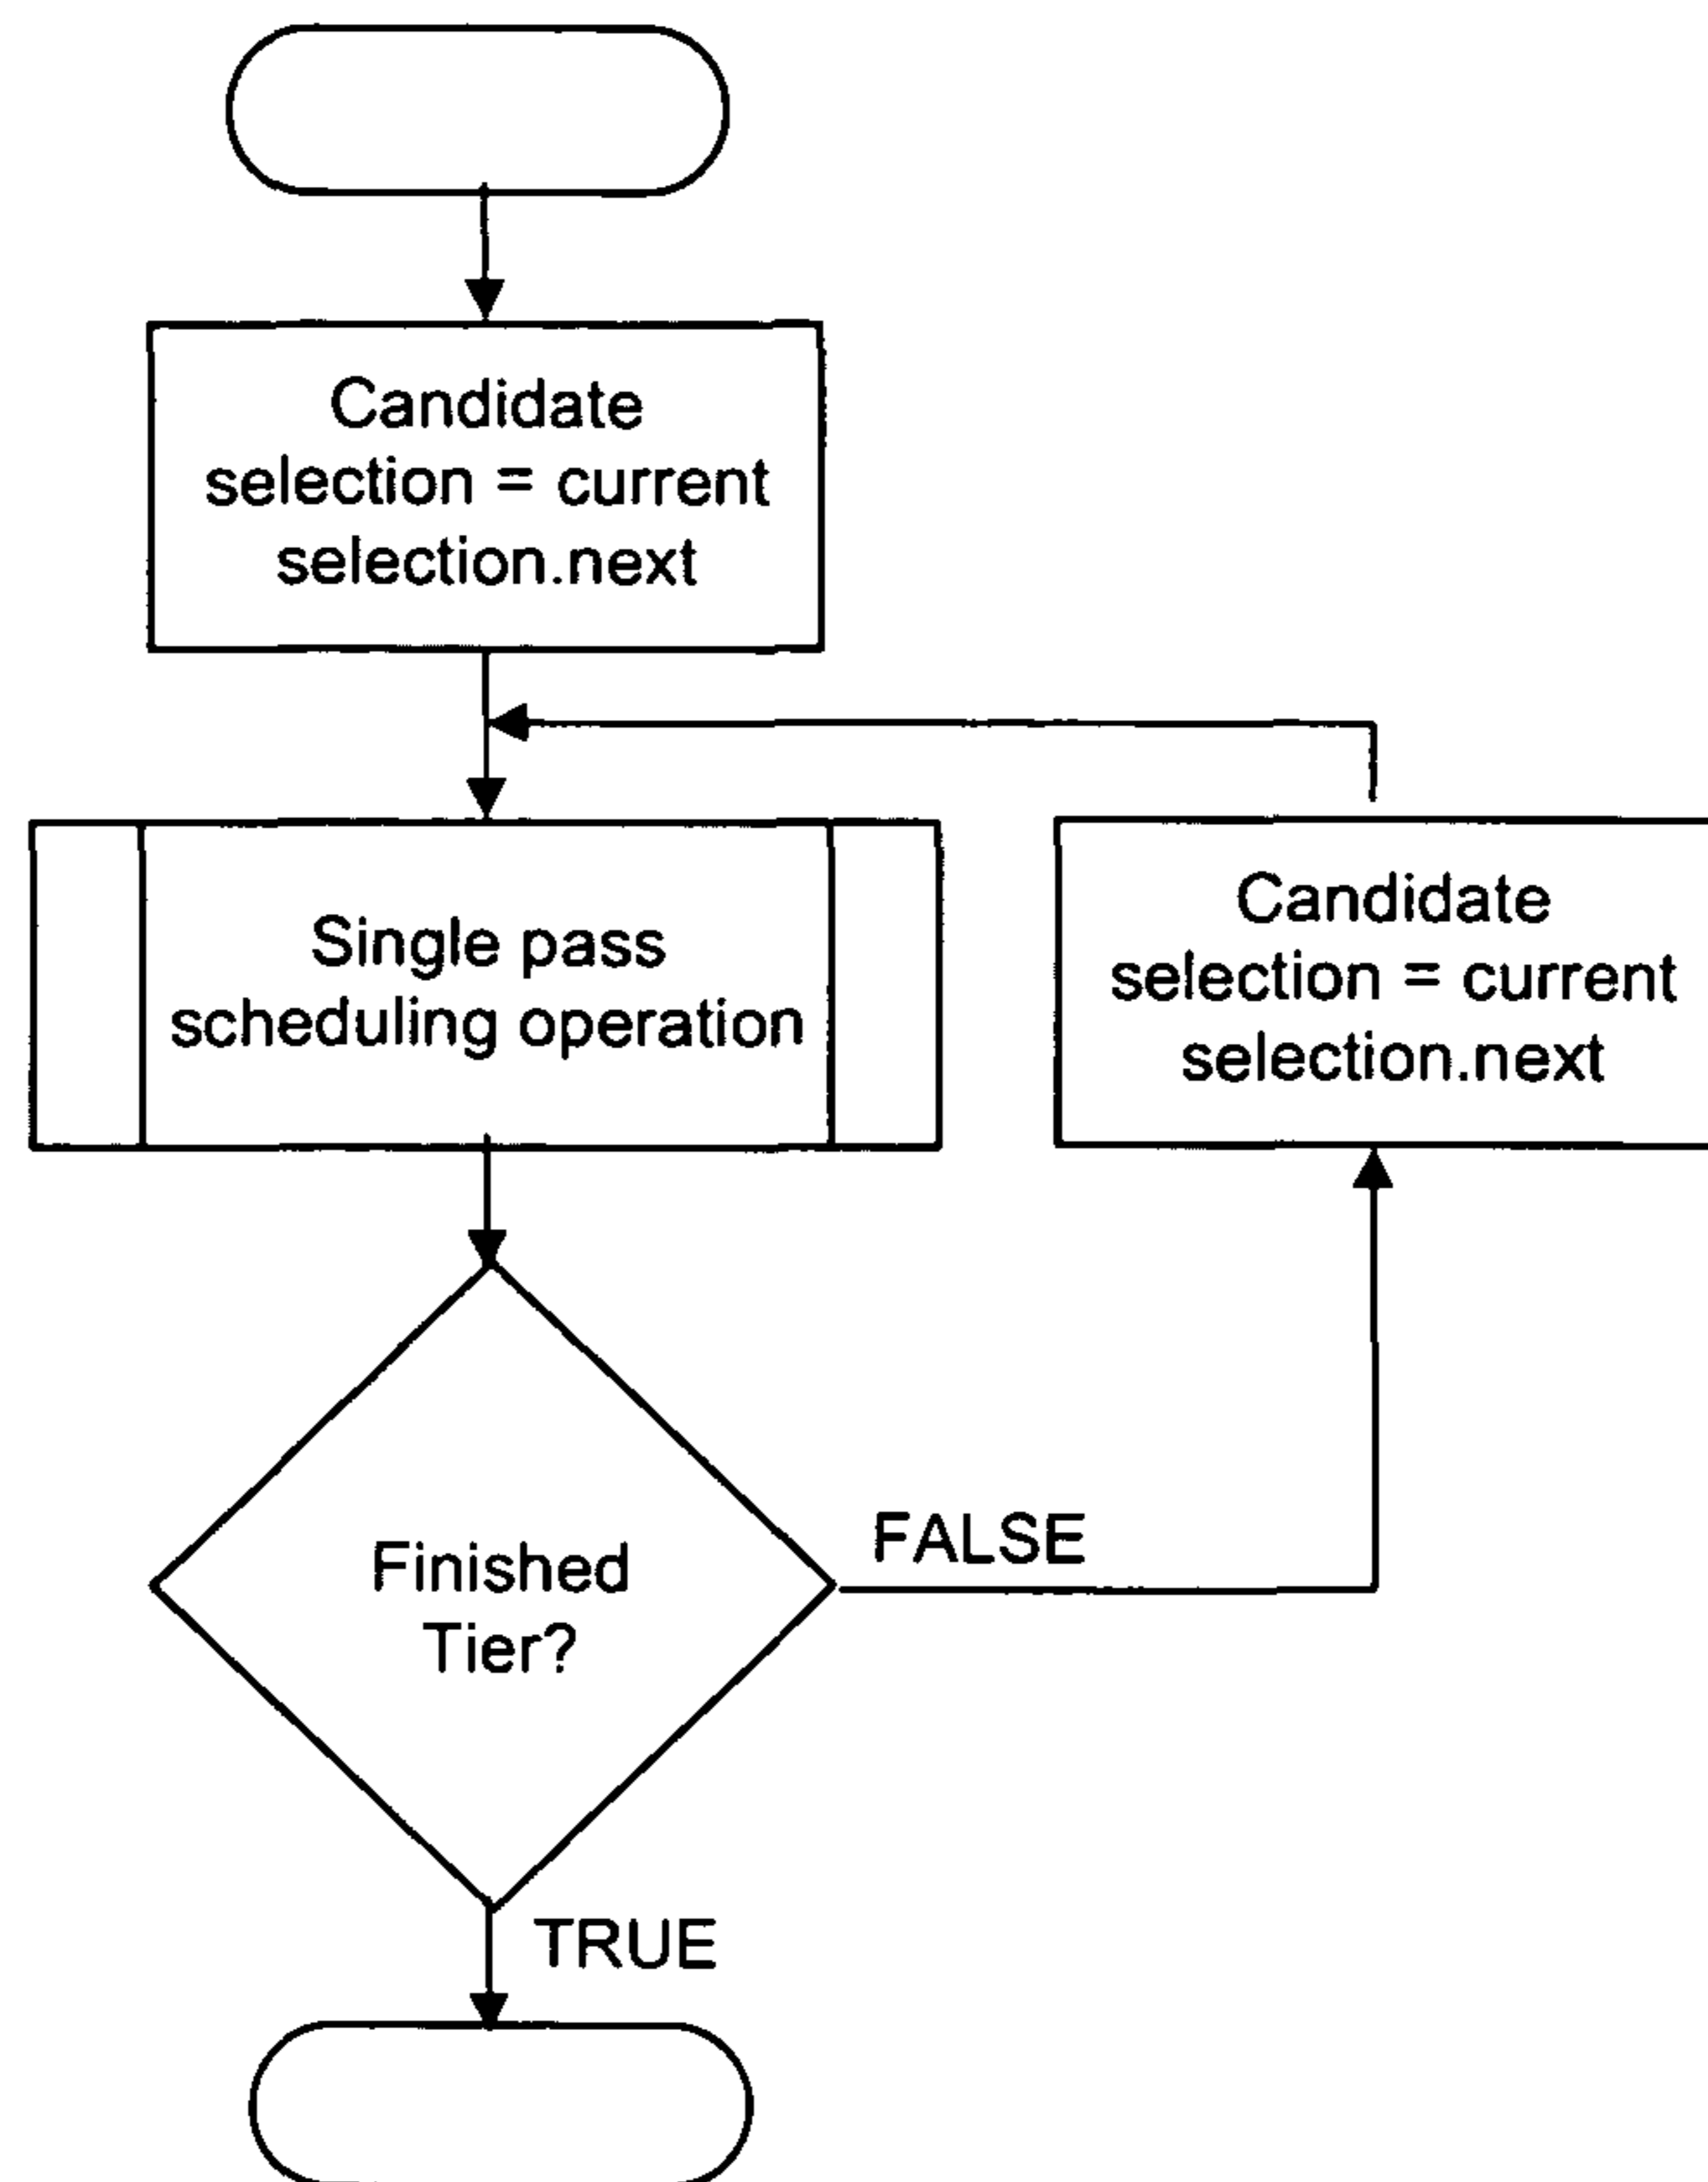 Candidate
selection = current
selection.next
Single pass
scheduling operation
Candidate
selection = current
selection.next
Finished
Tier?
FALSE
TRUE